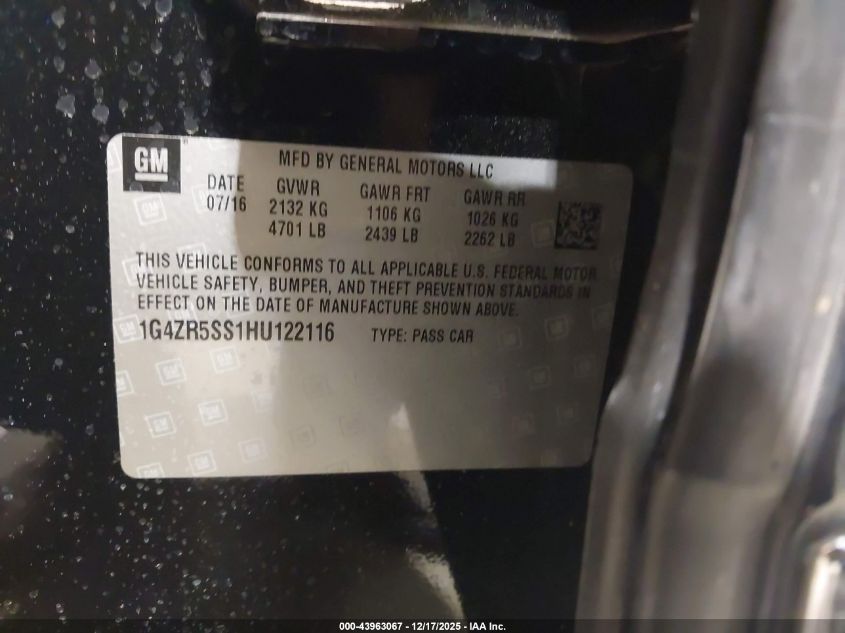 GM
MFD BY GENERAL MOTORS LLC
DATE GVWR GAWR FRT GAWR RR
07/16 2132 KG 1106 KG 1026 KG
4701 LB 2439 LB 2262 LB
THIS VEHICLE CONFORMS TO ALL APPLICABLE U.S. FEDERAL MOTOR
VEHICLE SAFETY, BUMPER, AND THEFT PREVENTION STANDARDS IN
EFFECT ON THE DATE OF MANUFACTURE SHOWN ABOVE.
1G4ZR5SS1HU122116 TYPE: PASS CAR
000-43963067 - 12/17/2025 - IAA Inc.